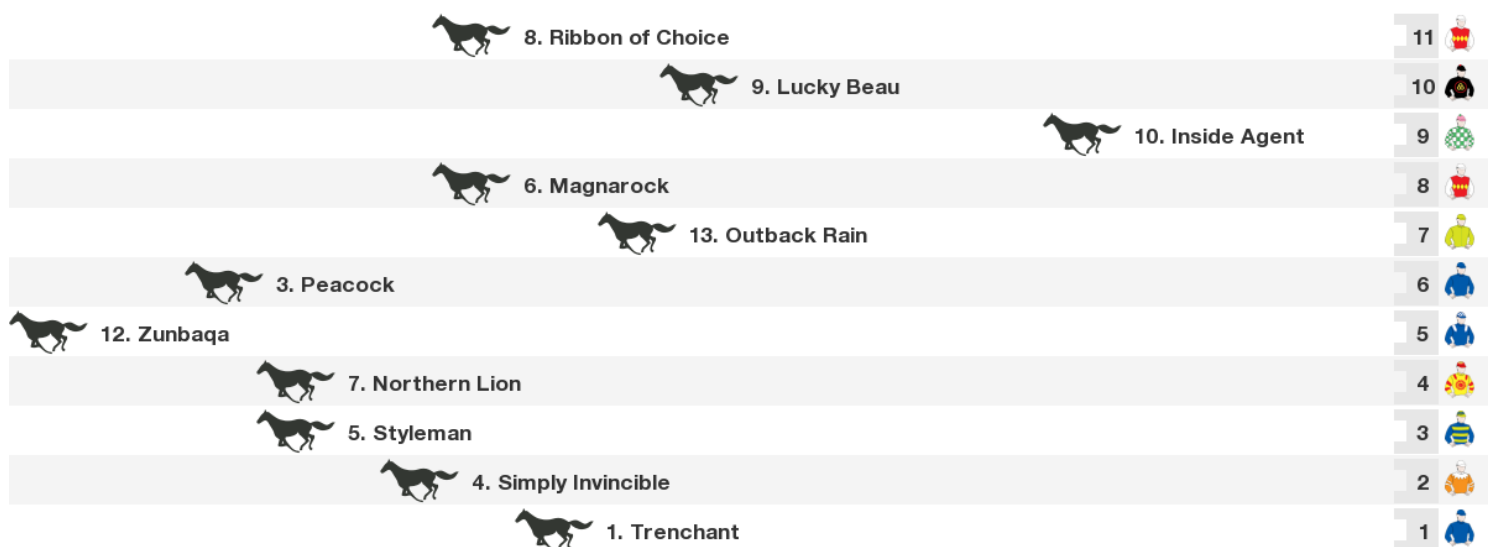 8. Ribbon of Choice 11
9. Lucky Beau 10
10. Inside Agent 9
6. Magnarock 8
13. Outback Rain 7
3. Peacock 6
12. Zunbaqa 5
7. Northern Lion 4
5. Styleman 3
4. Simply Invincible 2
1. Trenchant 1